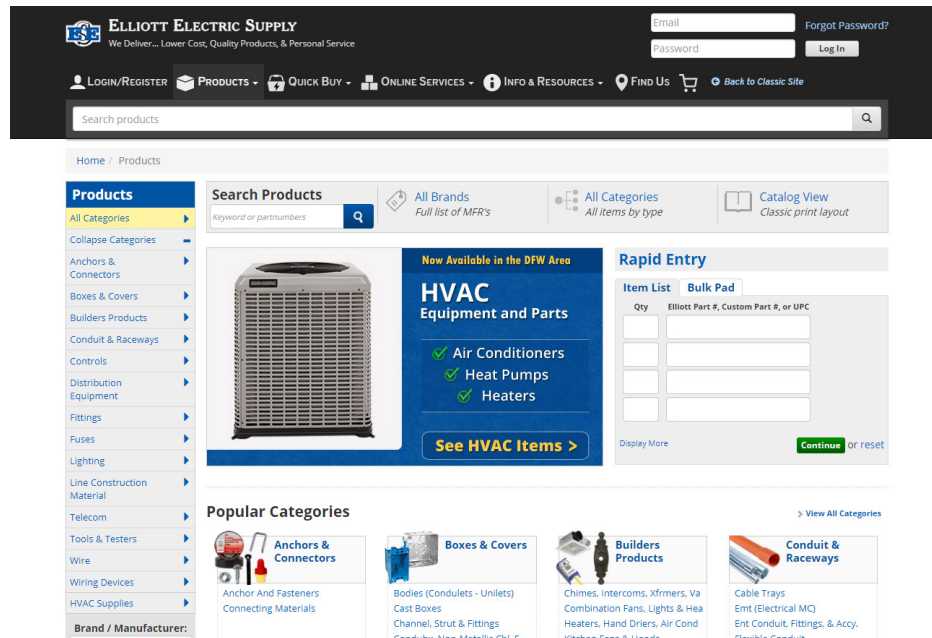 ELLIOTT ELECTRIC SUPPLY
We Deliver... Lower Cost, Quality Products, & Personal Service
Email
Forgot Password?
Password
Log In
LOGIN/REGISTER PRODUCTS QUICK BUY ONLINE SERVICES INFO & RESOURCES FIND US Back to Classic Site
Search products
Home / Products
Products
All Categories
Collapse Categories
Anchors &
Connectors
Boxes & Covers
Builders Products
Conduit & Raceways
Controls
Distribution
Equipment
Fittings
Fuses
Lighting
Line Construction
Material
Telecom
Tools & Testers
Wire
Wiring Devices
HVAC Supplies
Brand / Manufacturer:
Search Products
Keyword or partnumbers
All Brands
Full list of MFR's
All Categories
All items by type
Catalog View
Classic print layout
Now Available in the DFW Area
HVAC
Equipment and Parts
Air Conditioners
Heat Pumps
Heaters
See HVAC Items >
Rapid Entry
Item List Bulk Pad
Qty Elliott Part #, Custom Part #, or UPC
Display More
Continue or reset
Popular Categories
View All Categories
Anchors &
Connectors
Anchor And Fasteners
Connecting Materials
Boxes & Covers
Bodies (Condulets - Unilets)
Cast Boxes
Channel, Strut & Fittings
Builders
Products
Chimes, Intercoms, Xfrmers, Va
Combination Fans, Lights & Hea
Heaters, Hand Driers, Air Cond
Kitchen Fans & Hoods
Conduit &
Raceways
Cable Trays
Emt (Electrical MC)
Ent Conduit, Fittings, & Accy.
Flexible Conduit